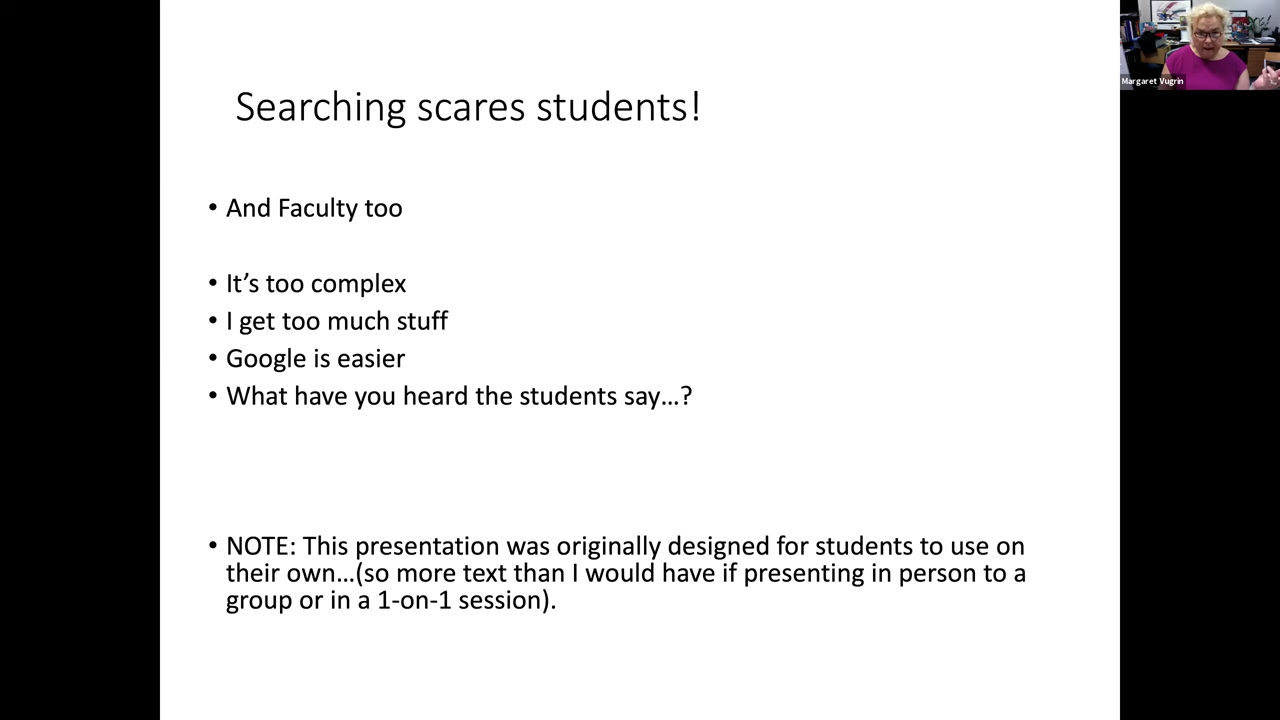 Searching scares students!
• And Faculty too
• It's too complex
• I get too much stuff
• Google is easier
• What have you heard the students say…?
• NOTE: This presentation was originally designed for students to use on
their own…(so more text than I would have if presenting in person to a
group or in a 1-on-1 session).
Margaret Vugrin